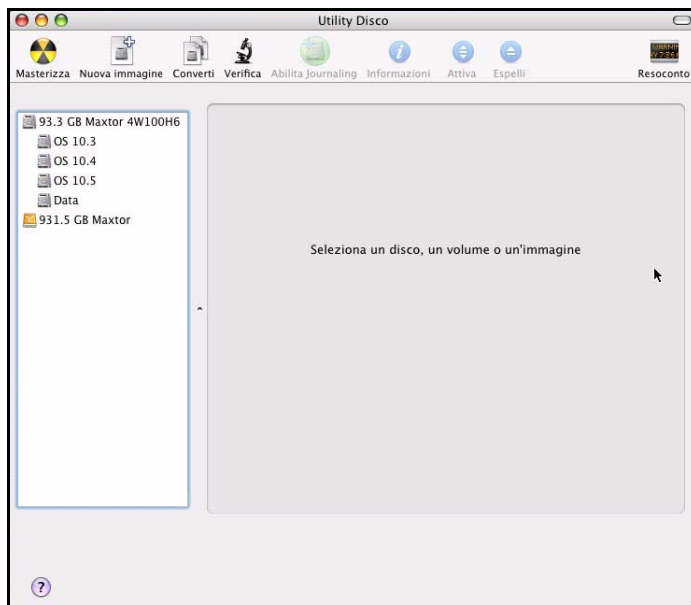 Utility Disco
Masterizza Nuova immagine Converti Verifica Abilita Journaling Informazioni Attiva Espelli Resoconto
93.3 GB Maxtor 4W100H6
OS 10.3
OS 10.4
OS 10.5
Data
931.5 GB Maxtor
Seleziona un disco, un volume o un'immagine
?